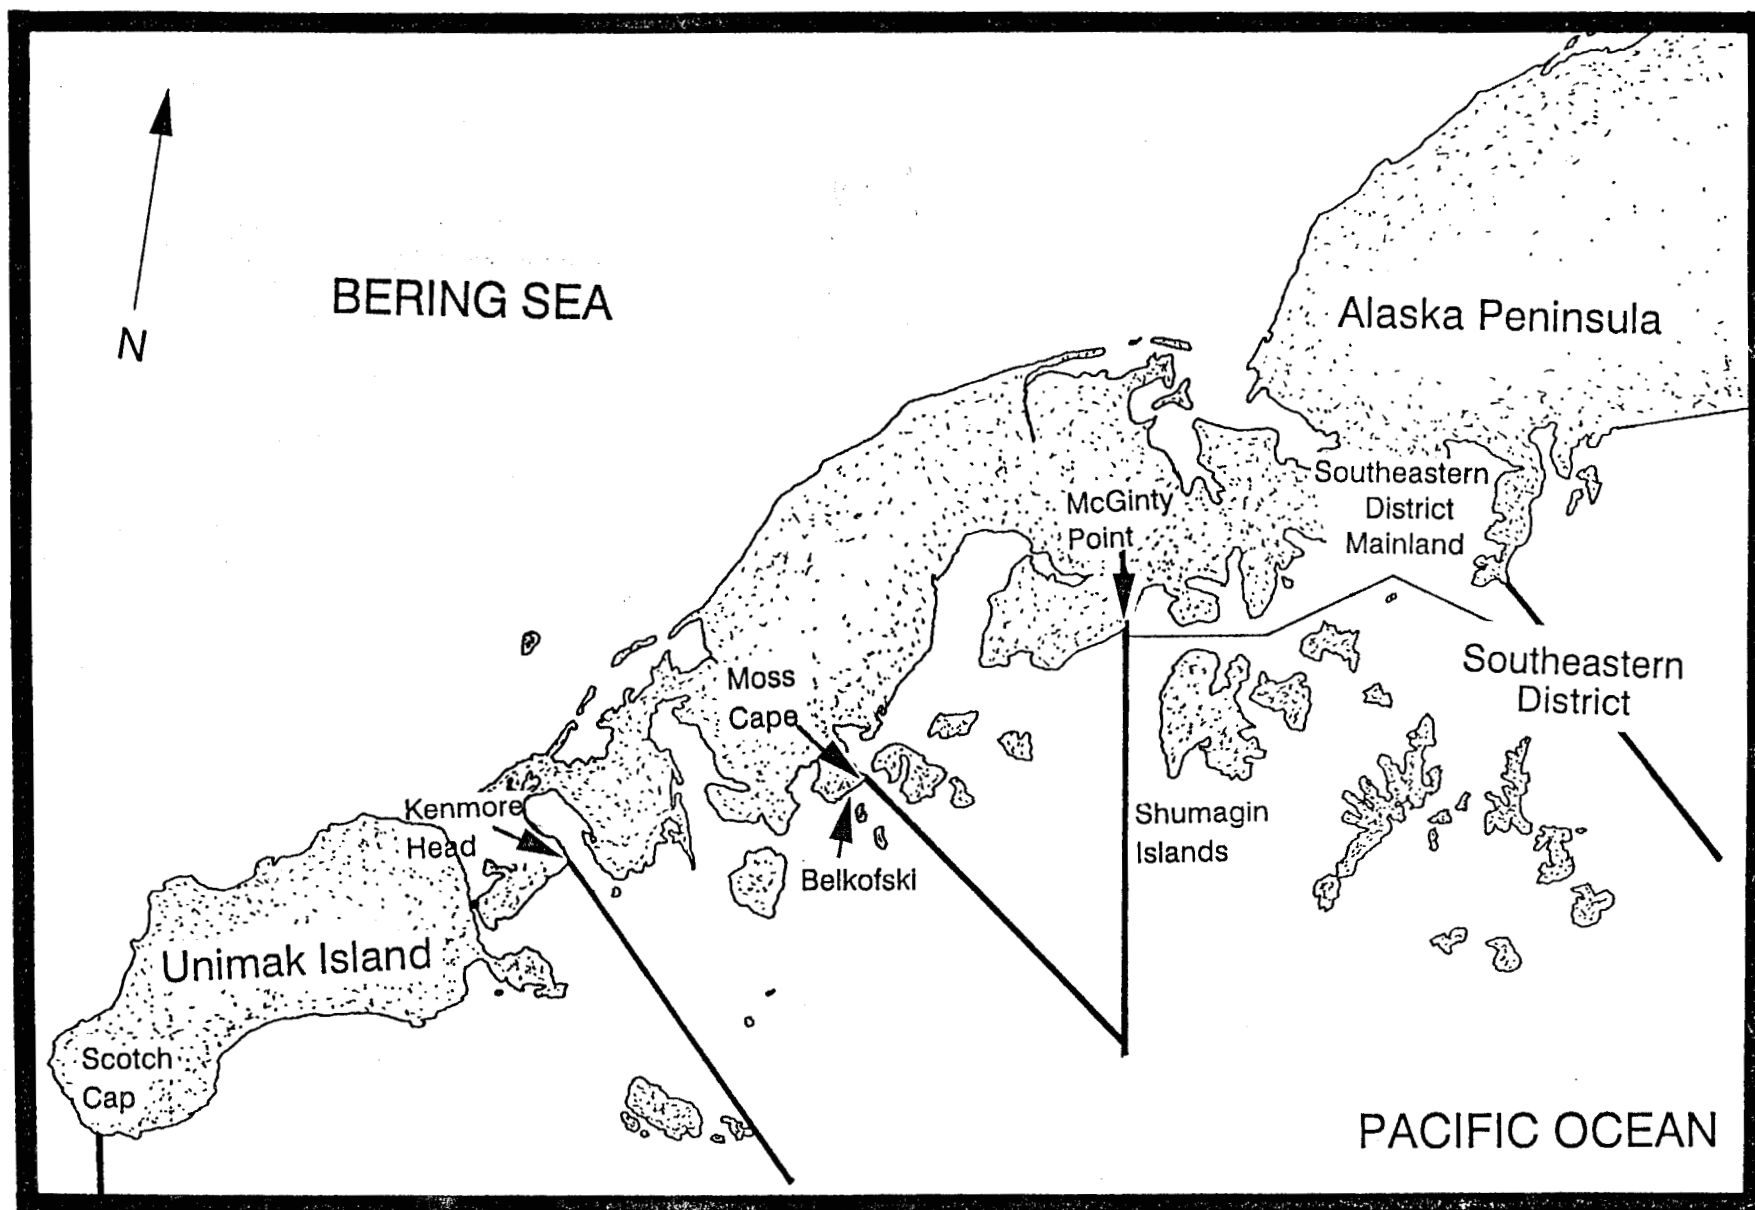 N
BERING SEA
Alaska Peninsula
Southeastern
District
Mainland
McGinty
Point
Moss
Cape
Southeastern
District
Kenmore
Head
Shumagin
Islands
Belkofski
Unimak Island
Scotch
Cap
PACIFIC OCEAN